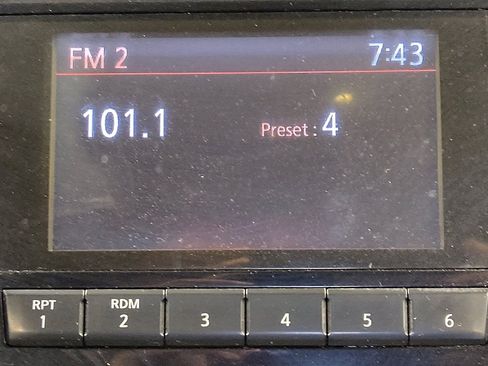 FM 2 7:43
101.1 Preset : 4
RPT RDM
1 2 3 4 5 6